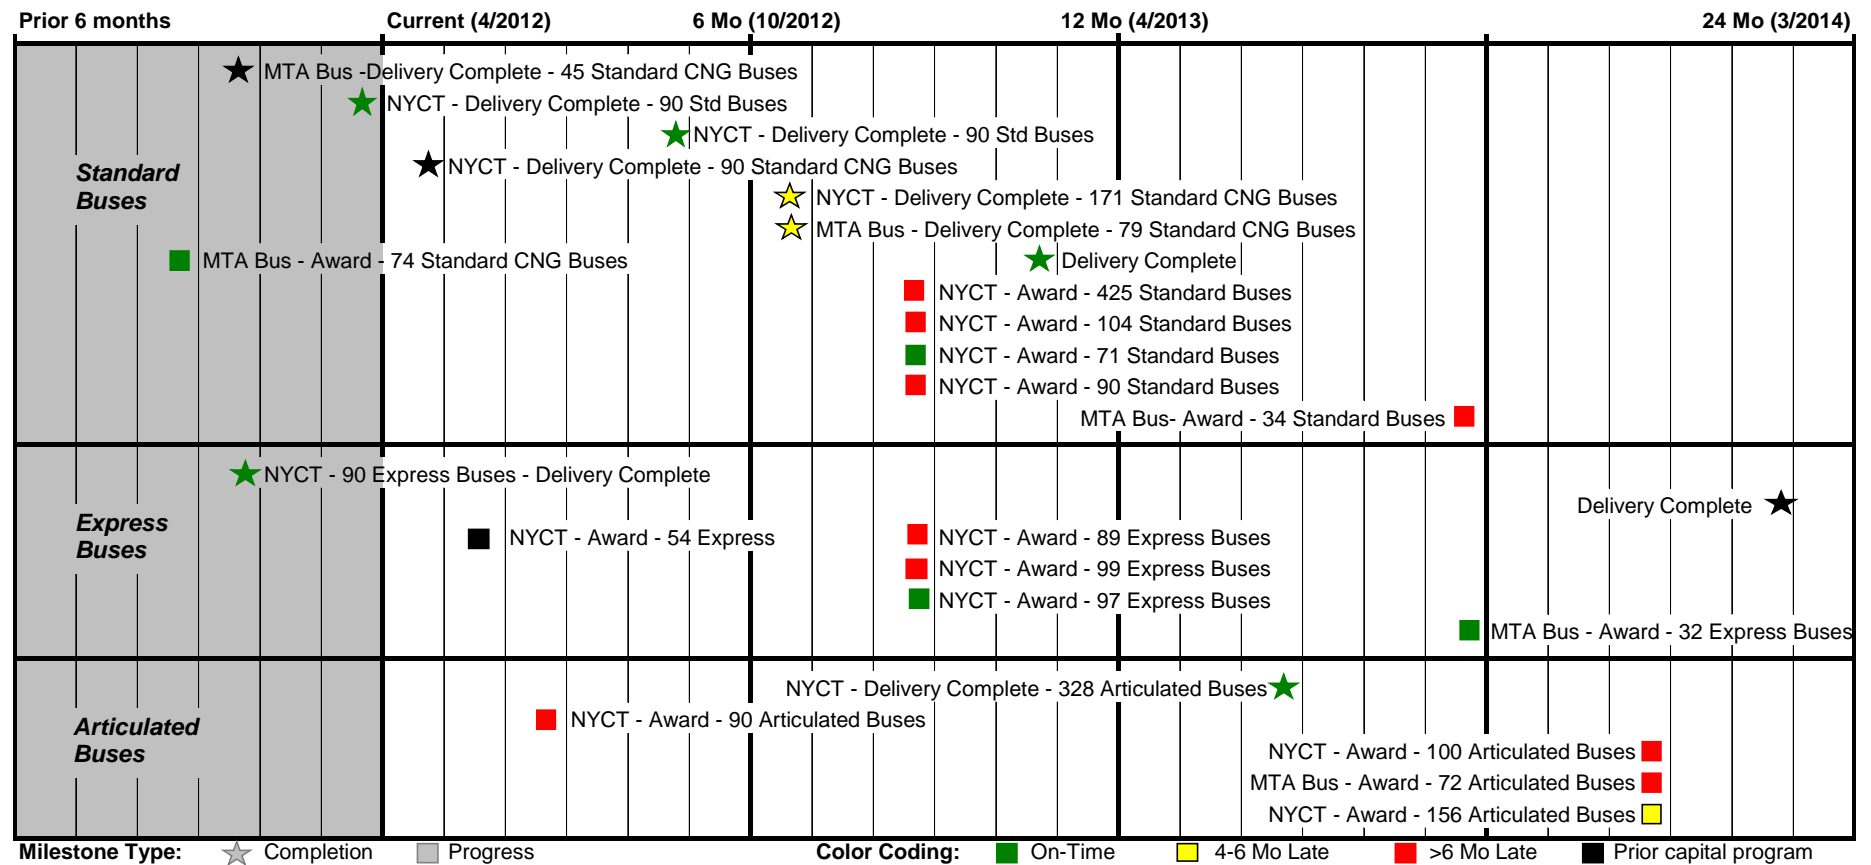 Prior 6 months Current (4/2012) 6 Mo (10/2012) 12 Mo (4/2013) 24 Mo (3/2014)
MTA Bus -Delivery Complete - 45 Standard CNG Buses
NYCT - Delivery Complete - 90 Std Buses
NYCT - Delivery Complete - 90 Std Buses
NYCT - Delivery Complete - 90 Standard CNG Buses
Standard
Buses
NYCT - Delivery Complete - 171 Standard CNG Buses
MTA Bus - Delivery Complete - 79 Standard CNG Buses
MTA Bus - Award - 74 Standard CNG Buses Delivery Complete
NYCT - Award - 425 Standard Buses
NYCT - Award - 104 Standard Buses
NYCT - Award - 71 Standard Buses
NYCT - Award - 90 Standard Buses
MTA Bus- Award - 34 Standard Buses
NYCT - 90 Express Buses - Delivery Complete
Delivery Complete
Express
Buses
NYCT - Award - 54 Express NYCT - Award - 89 Express Buses
NYCT - Award - 99 Express Buses
NYCT - Award - 97 Express Buses
MTA Bus - Award - 32 Express Buses
NYCT - Delivery Complete - 328 Articulated Buses
Articulated
Buses
NYCT - Award - 90 Articulated Buses
NYCT - Award - 100 Articulated Buses
MTA Bus - Award - 72 Articulated Buses
NYCT - Award - 156 Articulated Buses
Milestone Type: Completion Progress Color Coding: On-Time 4-6 Mo Late >6 Mo Late Prior capital program